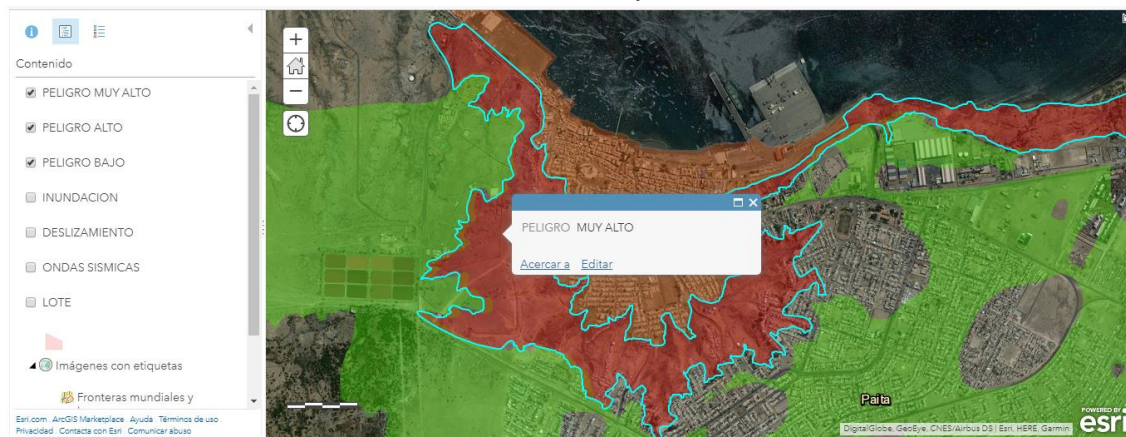 Contenido
PELIGRO MUY ALTO
PELIGRO ALTO
PELIGRO BAJO
INUNDACION
DESLIZAMIENTO
ONDAS SISMICAS
LOTE
Imágenes con etiquetas
Fronteras mundiales y
Esri.com ArcGIS Marketplace Ayuda Términos de uso
Privacidad Contacta con Esri Comunicar abuso
PELIGRO MUY ALTO
Acercar a Editar
Paita
DigitalGlobe, GeoEye, CNES/Airbus DS | Esri, HERE, Garmin
POWERED BY
esri